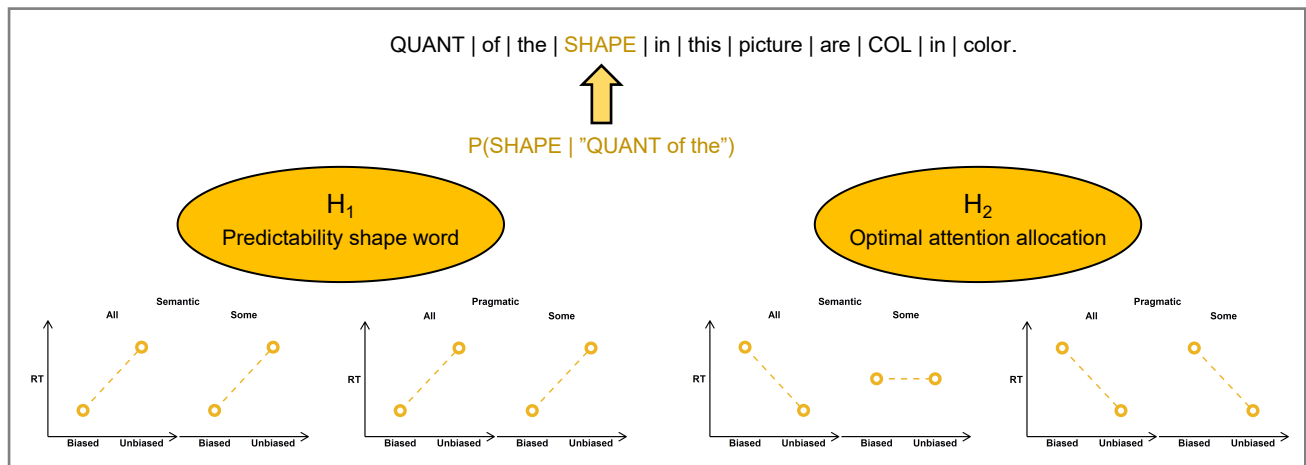 QUANT | of | the | SHAPE | in | this | picture | are | COL | in | color.
P(SHAPE | ”QUANT of the”)
H₁
Predictability shape word
H₂
Optimal attention allocation
Semantic
All Some
RT
Biased Unbiased Biased Unbiased
Pragmatic
All Some
RT
Biased Unbiased Biased Unbiased
Semantic
All Some
RT
Biased Unbiased Biased Unbiased
Pragmatic
All Some
RT
Biased Unbiased Biased Unbiased